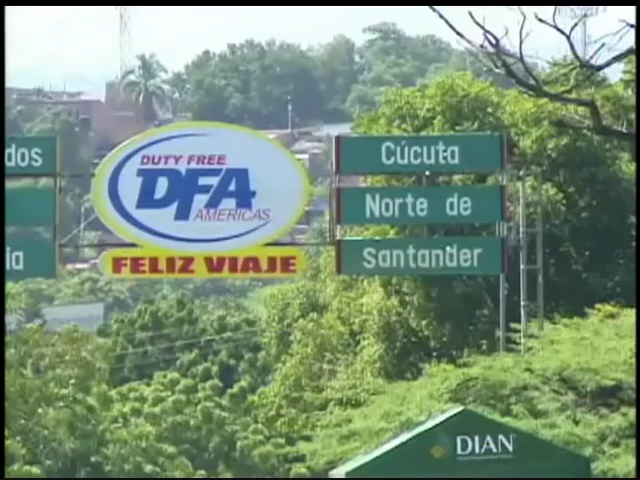 dos
ia
DUTY FREE
DFA
AMERICAS
FELIZ VIAJE
Cúcuta
Norte de
Santander
DIAN